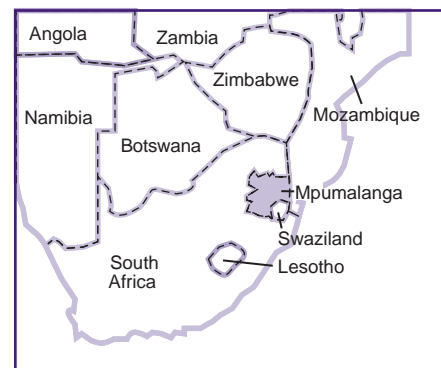 Angola
Zambia
Zimbabwe
Namibia
Mozambique
Botswana
Mpumalanga
Swaziland
South
Africa
Lesotho